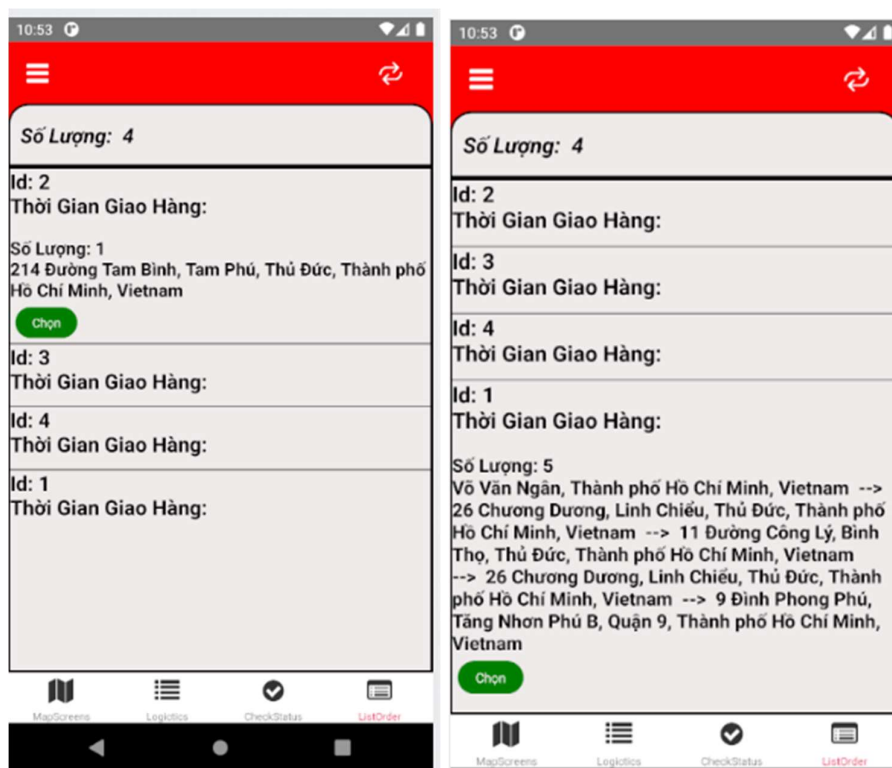 10:53
Số Lượng: 4
Id: 2
Thời Gian Giao Hàng:
Số Lượng: 1
214 Đường Tam Bình, Tam Phú, Thủ Đức, Thành phố
Hồ Chí Minh, Vietnam
Chọn
Id: 3
Thời Gian Giao Hàng:
Id: 4
Thời Gian Giao Hàng:
Id: 1
Thời Gian Giao Hàng:
MapScreens
Logictics
CheckStatus
ListOrder
10:53
Số Lượng: 4
Id: 2
Thời Gian Giao Hàng:
Id: 3
Thời Gian Giao Hàng:
Id: 4
Thời Gian Giao Hàng:
Id: 1
Thời Gian Giao Hàng:
Số Lượng: 5
Võ Văn Ngân, Thành phố Hồ Chí Minh, Vietnam -->
26 Chương Dương, Linh Chiểu, Thủ Đức, Thành phố
Hồ Chí Minh, Vietnam --> 11 Đường Công Lý, Bình
Thọ, Thủ Đức, Thành phố Hồ Chí Minh, Vietnam
--> 26 Chương Dương, Linh Chiểu, Thủ Đức, Thành
phố Hồ Chí Minh, Vietnam --> 9 Đình Phong Phú,
Tăng Nhơn Phú B, Quận 9, Thành phố Hồ Chí Minh,
Vietnam
Chọn
MapScreens
Logictics
CheckStatus
ListOrder